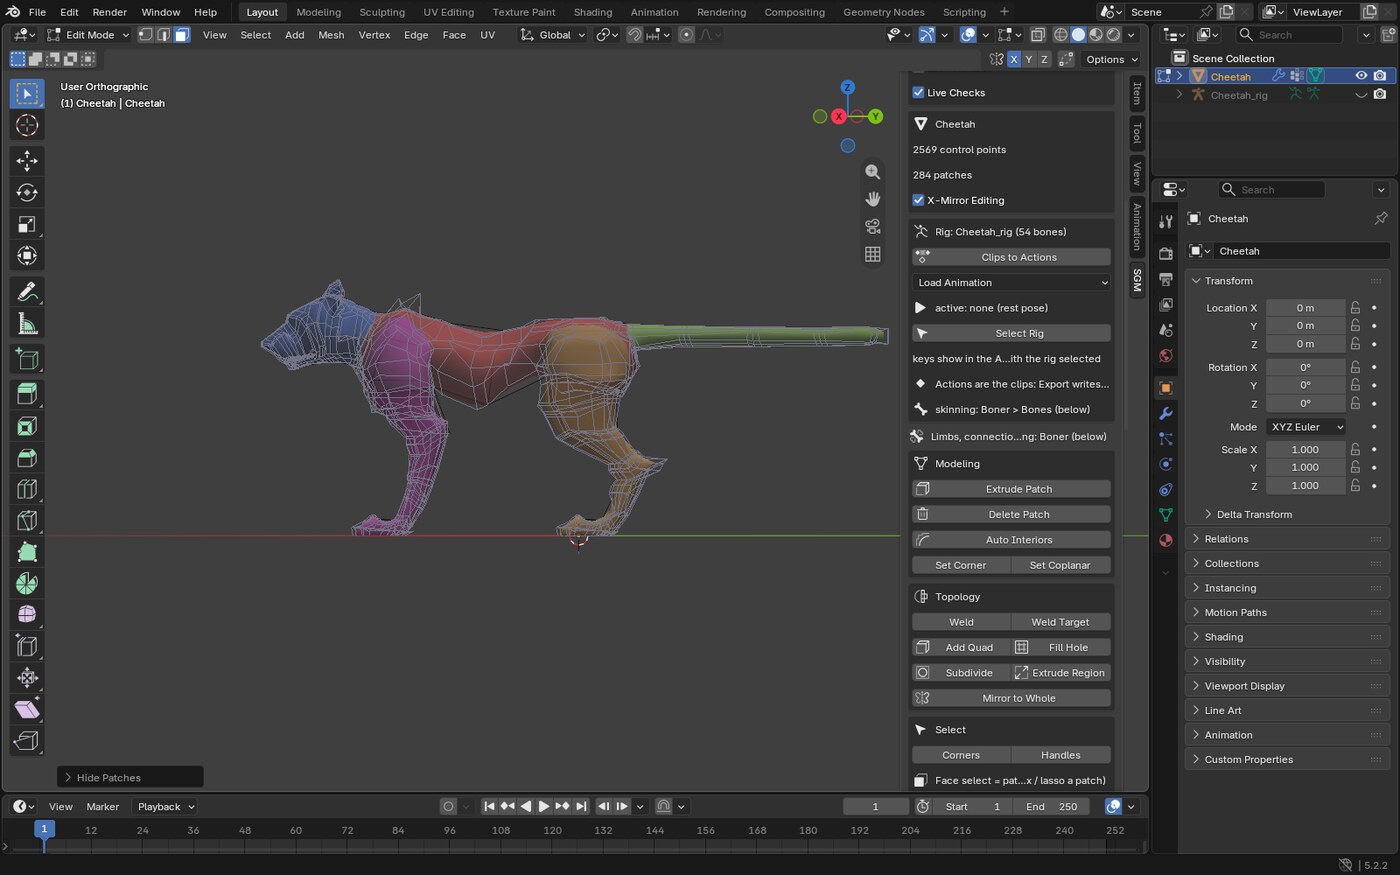 File Edit Render Window Help Layout Modeling Sculpting UV Editing Texture Paint Shading Animation Rendering Compositing Geometry Nodes Scripting + Scene ViewLayer
Edit Mode View Select Add Mesh Vertex Edge Face UV Global Search
X Y Z Options
User Orthographic
(1) Cheetah | Cheetah
Z
X
Y
Live Checks
Cheetah
2569 control points
284 patches
X-Mirror Editing
Rig: Cheetah_rig (54 bones)
Clips to Actions
Load Animation
active: none (rest pose)
Select Rig
keys show in the A...ith the rig selected
Actions are the clips: Export writes...
skinning: Boner > Bones (below)
Limbs, connectio...ng: Boner (below)
Modeling
Extrude Patch
Delete Patch
Auto Interiors
Set Corner Set Coplanar
Topology
Weld Weld Target
Add Quad Fill Hole
Subdivide Extrude Region
Mirror to Whole
Select
Corners Handles
Face select = pat...x / lasso a patch)
Item
Tool
View
Animation
SGM
Hide Patches
Scene Collection
Cheetah
Cheetah_rig
Search
Cheetah
Cheetah
Transform
Location X 0 m
Y 0 m
Z 0 m
Rotation X 0°
Y 0°
Z 0°
Mode XYZ Euler
Scale X 1.000
Y 1.000
Z 1.000
Delta Transform
Relations
Collections
Instancing
Motion Paths
Shading
Visibility
Viewport Display
Line Art
Animation
Custom Properties
View Marker Playback 1 Start 1 End 250
1 12 24 36 48 60 72 84 96 108 120 132 144 156 168 180 192 204 216 228 240 252
5.2.2